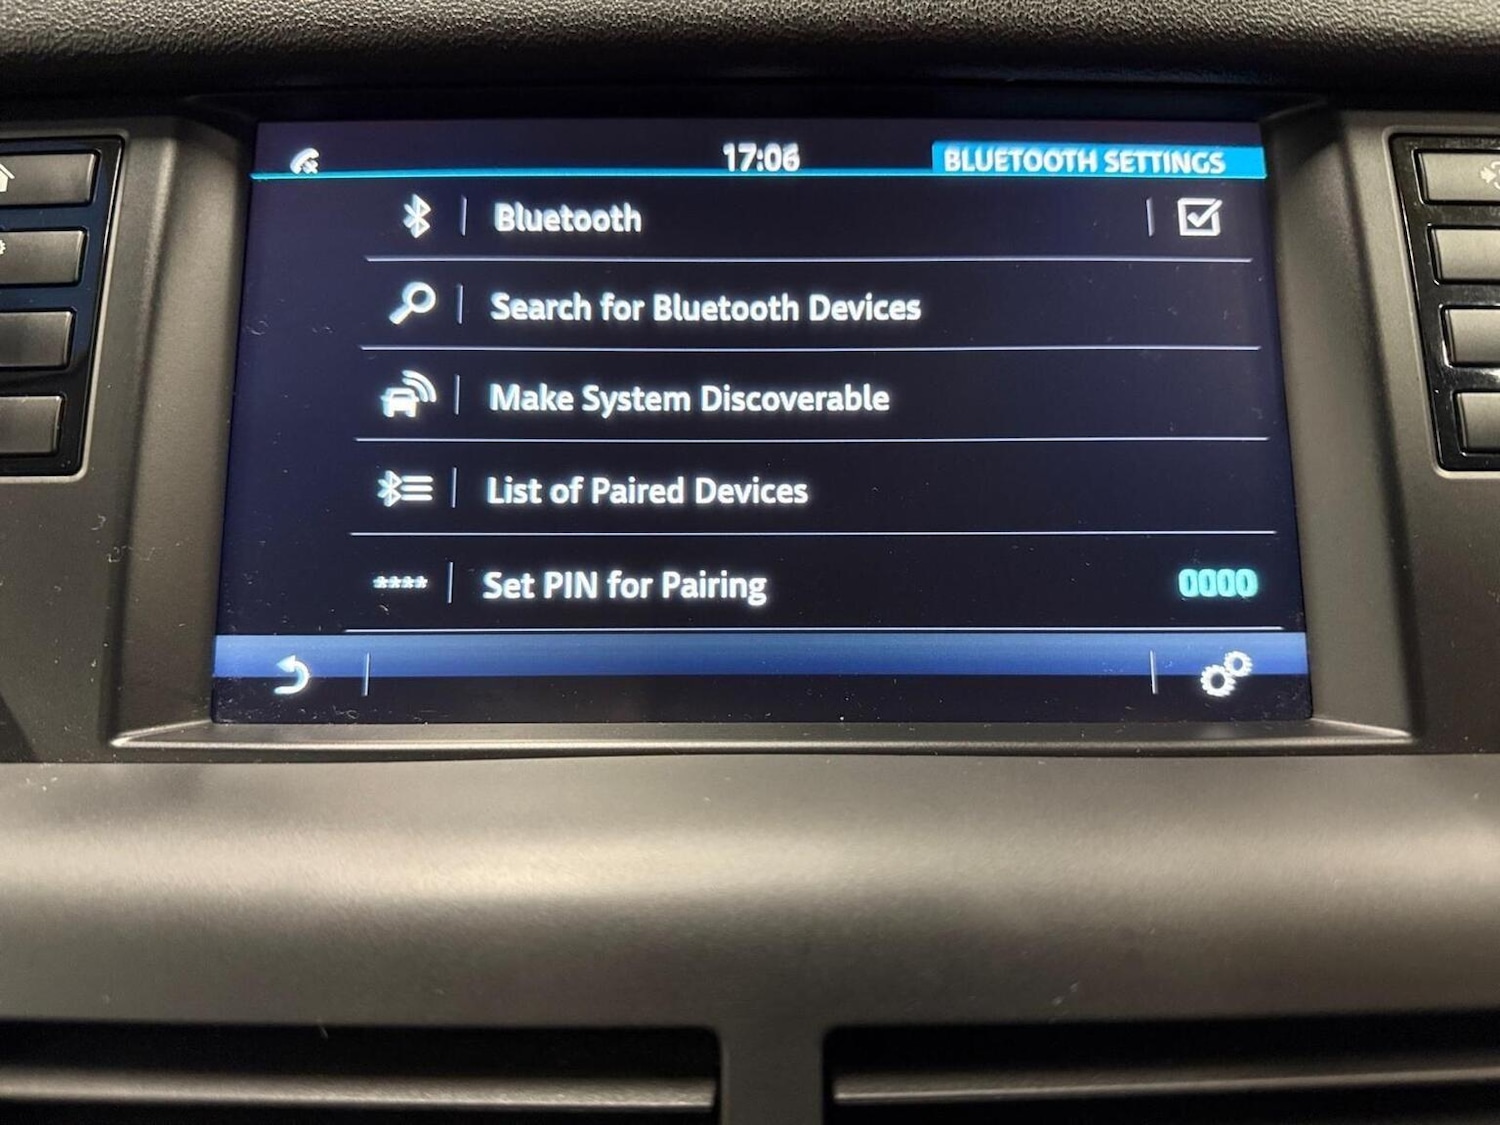 17:06
BLUETOOTH SETTINGS
Bluetooth
Search for Bluetooth Devices
Make System Discoverable
List of Paired Devices
**** Set PIN for Pairing 0000